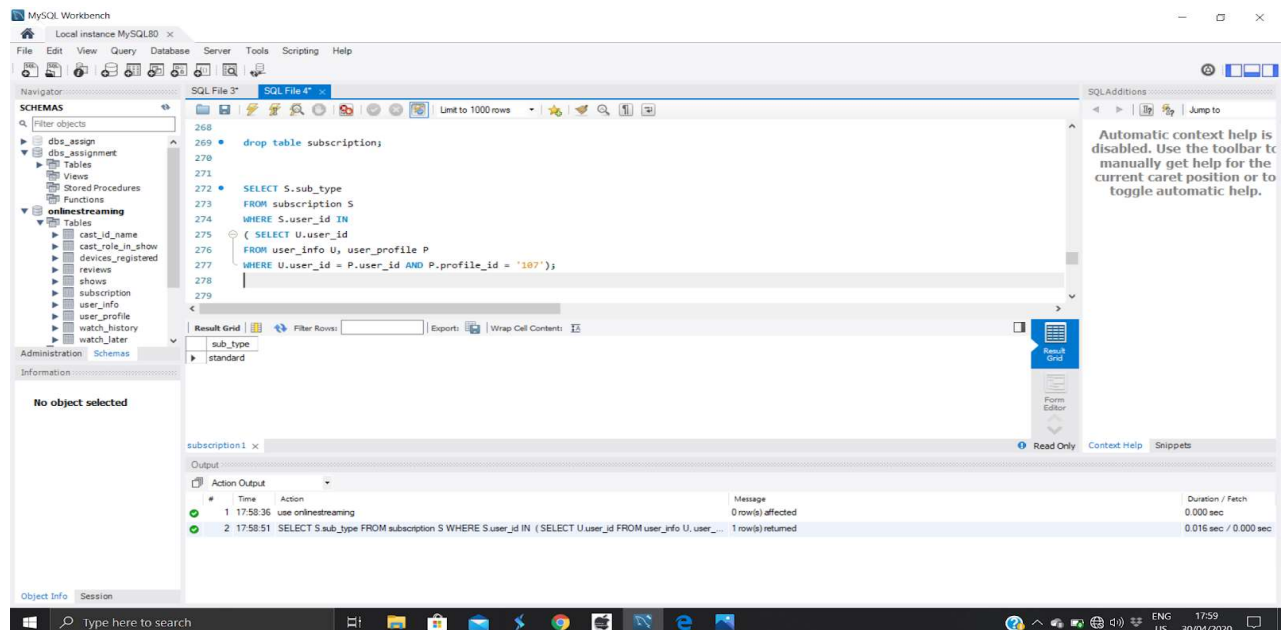 MySQL Workbench
Local instance MySQL80 ×
File Edit View Query Database Server Tools Scripting Help
Navigator
SCHEMAS
Filter objects
dbs_assign
dbs_assignment
Tables
Views
Stored Procedures
Functions
onlinestreaming
Tables
cast_id_name
cast_role_in_show
devices_registered
reviews
shows
subscription
user_info
user_profile
watch_history
watch_later
Administration Schemas
Information
No object selected
Object Info Session
SQL File 3* SQL File 4* ×
Limit to 1000 rows
268
269 drop table subscription;
270
271
272 SELECT S.sub_type
273 FROM subscription S
274 WHERE S.user_id IN
275 ( SELECT U.user_id
276 FROM user_info U, user_profile P
277 WHERE U.user_id = P.user_id AND P.profile_id = '107');
278
279
Result Grid Filter Rows: Export: Wrap Cell Content:
sub_type
standard
Result Grid
Form Editor
subscription1 × Read Only
Output
Action Output
# Time Action Message Duration / Fetch
1 17:58:36 use onlinestreaming 0 row(s) affected 0.000 sec
2 17:58:51 SELECT S.sub_type FROM subscription S WHERE S.user_id IN ( SELECT U.user_id FROM user_info U, user_... 1 row(s) returned 0.016 sec / 0.000 sec
SQLAdditions
Jump to
Automatic context help is
disabled. Use the toolbar to
manually get help for the
current caret position or to
toggle automatic help.
Context Help Snippets
Type here to search
ENG
US
17:59
30/04/2020